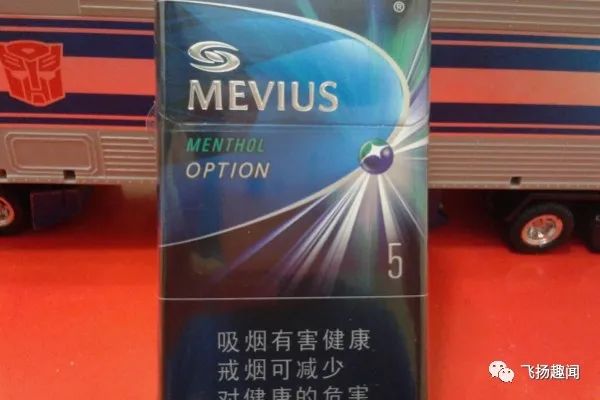 ®
MEVIUS
MENTHOL
OPTION
5
吸烟有害健康
戒烟可减少
对健康的危害
飞扬趣闻